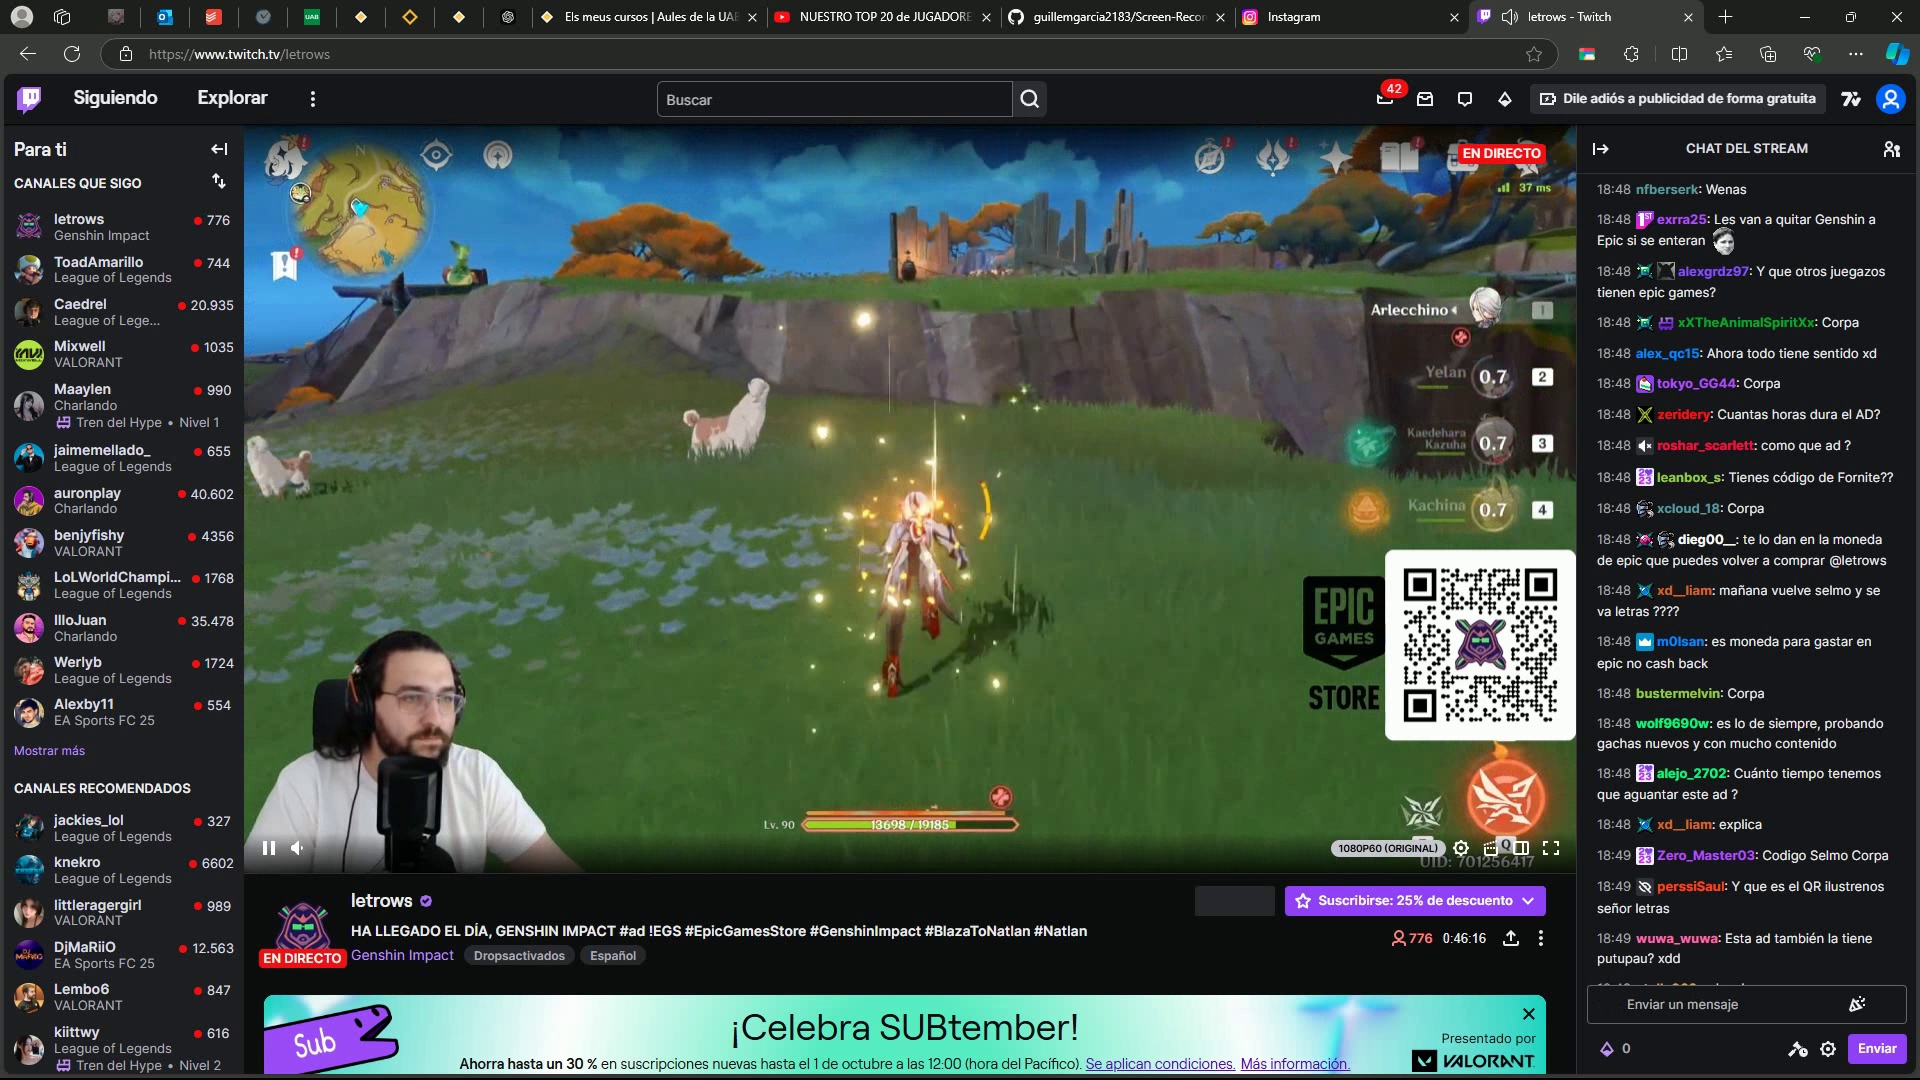 UAB
Els meus cursos | Aules de la UAB
NUESTRO TOP 20 de JUGADORE
guillemgarcia2183/Screen-Recor
Instagram
letrows - Twitch
https://www.twitch.tv/letrows
Siguiendo
Explorar
Buscar
42
Dile adiós a publicidad de forma gratuita
Para ti
CANALES QUE SIGO
letrows
776
Genshin Impact
ToadAmarillo
744
League of Legends
Caedrel
20.935
League of Lege...
Mixwell
1035
VALORANT
Maaylen
990
Charlando
Tren del Hype • Nivel 1
jaimemellado_
655
League of Legends
auronplay
40.602
Charlando
benjyfishy
4356
VALORANT
LoLWorldChampi...
1768
League of Legends
IlloJuan
35.478
Charlando
Werlyb
1724
League of Legends
Alexby11
554
EA Sports FC 25
Mostrar más
CANALES RECOMENDADOS
jackies_lol
327
League of Legends
knekro
6602
League of Legends
littleragergirl
989
VALORANT
DjMaRiiO
12.563
EA Sports FC 25
Lembo6
847
VALORANT
kiittwy
616
League of Legends
Tren del Hype • Nivel 2
N
EN DIRECTO
37 ms
Arlecchino
1
Yelan
0.7
2
Kaedehara
Kazuha
0.7
3
Kachina
0.7
4
EPIC
GAMES
STORE
Lv. 90
13698 / 19185
1080P60 (ORIGINAL)
Q
UID: 701256417
letrows
Suscribirse: 25% de descuento
HA LLEGADO EL DÍA, GENSHIN IMPACT #ad !EGS #EpicGamesStore #GenshinImpact #BlazaToNatlan #Natlan
776
0:46:16
EN DIRECTO
Genshin Impact
Dropsactivados
Español
Sub
¡Celebra SUBtember!
Ahorra hasta un 30 % en suscripciones nuevas hasta el 1 de octubre a las 12:00 (hora del Pacífico). Se aplican condiciones. Más información.
Presentado por
VALORANT
CHAT DEL STREAM
18:48 nfberserk: Wenas
18:48 exrra25: Les van a quitar Genshin a
Epic si se enteran
18:48 alexgrdz97: Y que otros juegazos
tienen epic games?
18:48 xXTheAnimalSpiritXx: Corpa
18:48 alex_qc15: Ahora todo tiene sentido xd
18:48 tokyo_GG44: Corpa
18:48 zeridery: Cuantas horas dura el AD?
18:48 roshar_scarlett: como que ad ?
18:48 leanbox_s: Tienes código de Fornite??
18:48 xcloud_18: Corpa
18:48 dieg00__: te lo dan en la moneda
de epic que puedes volver a comprar @letrows
18:48 xd__liam: mañana vuelve selmo y se
va letras ????
18:48 m0lsan: es moneda para gastar en
epic no cash back
18:48 bustermelvin: Corpa
18:48 wolf9690w: es lo de siempre, probando
gachas nuevos y con mucho contenido
18:48 alejo_2702: Cuánto tiempo tenemos
que aguantar este ad ?
18:48 xd__liam: explica
18:49 Zero_Master03: Codigo Selmo Corpa
18:49 perssiSaul: Y que es el QR ilustrenos
señor letras
18:49 wuwa_wuwa: Esta ad también la tiene
putupau? xdd
Enviar un mensaje
0
Enviar